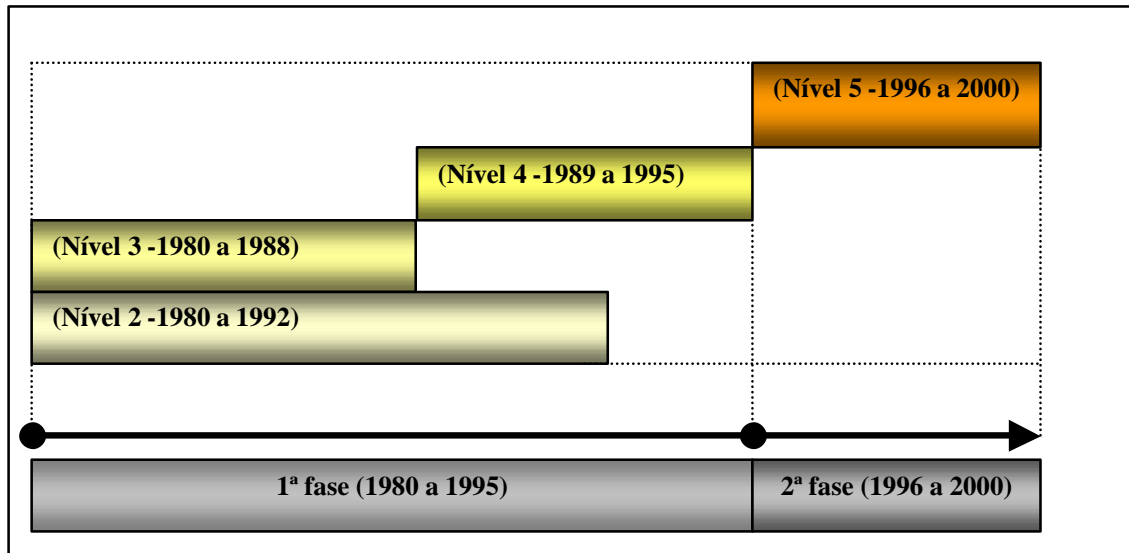 (Nível 5 -1996 a 2000)
(Nível 4 -1989 a 1995)
(Nível 3 -1980 a 1988)
(Nível 2 -1980 a 1992)
1ª fase (1980 a 1995)
2ª fase (1996 a 2000)